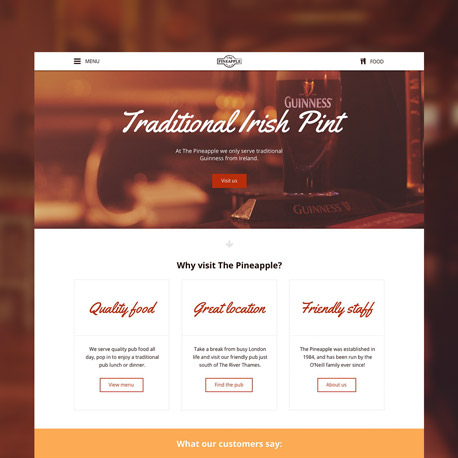 MENU
PINEAPPLE
FOOD
GUINNESS
Traditional Irish Pint
At The Pineapple we only serve traditional
Guinness from Ireland.
Visit us
GUINNESS
Why visit The Pineapple?
Quality food
Great location
Friendly staff
We serve quality pub food all
day, pop in to enjoy a traditional
pub lunch or dinner.
Take a break from busy London
life and visit our friendly pub just
south of The River Thames.
The Pineapple was established in
1984, and has been run by the
O'Neill family ever since!
View menu
Find the pub
About us
What our customers say: